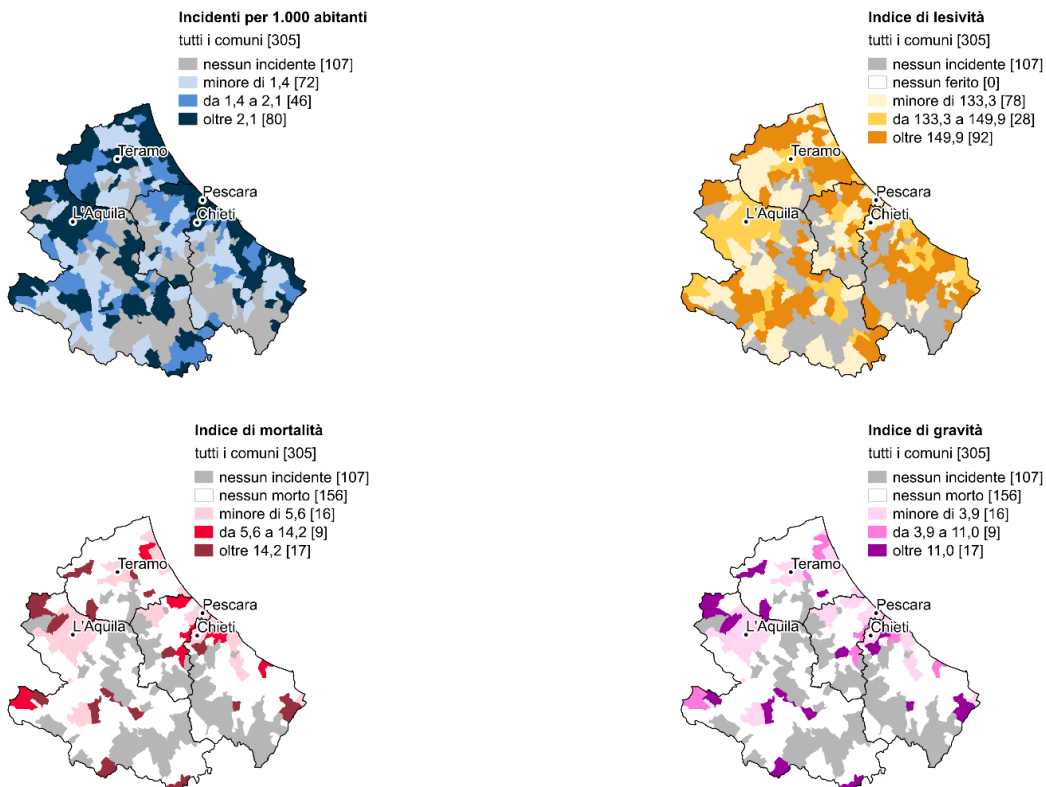 Incidenti per 1.000 abitanti
tutti i comuni [305]
nessun incidente [107]
minore di 1,4 [72]
da 1,4 a 2,1 [46]
oltre 2,1 [80]
Teramo
Pescara
L'Aquila
Chieti
Indice di lesività
tutti i comuni [305]
nessun incidente [107]
nessun ferito [0]
minore di 133,3 [78]
da 133,3 a 149,9 [28]
oltre 149,9 [92]
Teramo
Pescara
L'Aquila
Chieti
Indice di mortalità
tutti i comuni [305]
nessun incidente [107]
nessun morto [156]
minore di 5,6 [16]
da 5,6 a 14,2 [9]
oltre 14,2 [17]
Teramo
Pescara
L'Aquila
Chieti
Indice di gravità
tutti i comuni [305]
nessun incidente [107]
nessun morto [156]
minore di 3,9 [16]
da 3,9 a 11,0 [9]
oltre 11,0 [17]
Teramo
Pescara
L'Aquila
Chieti